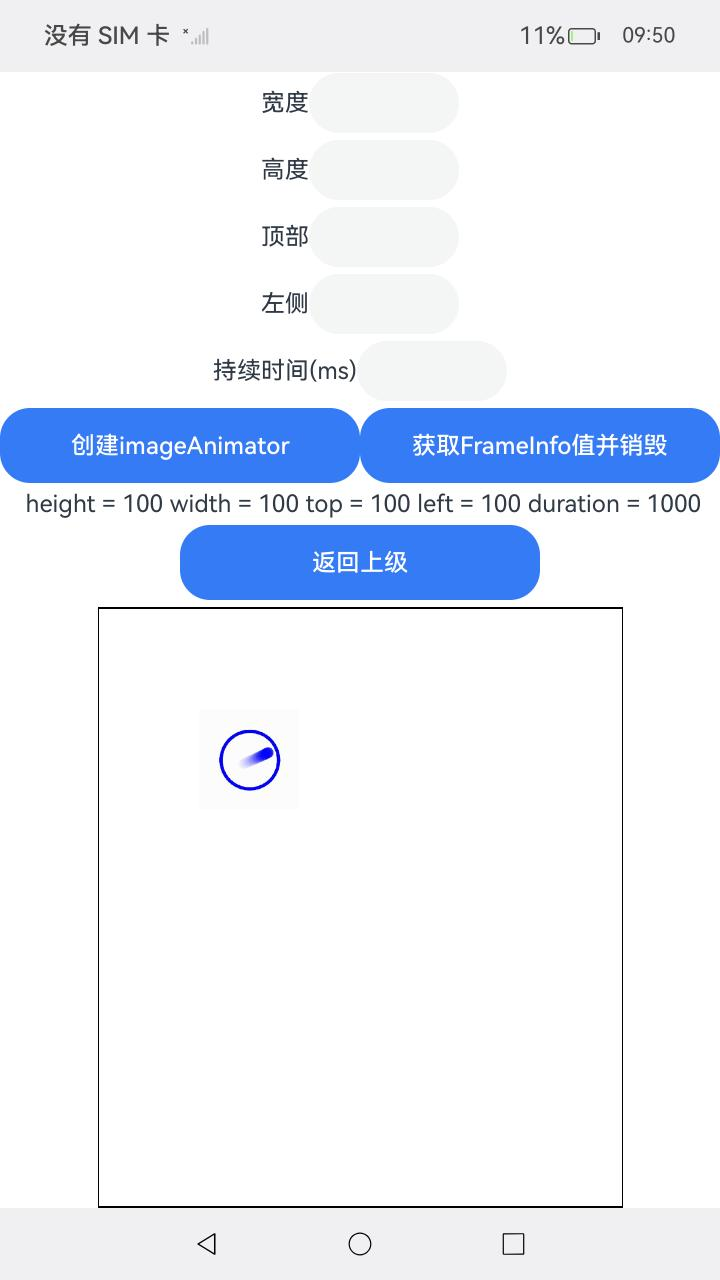 没有 SIM 卡 11% 09:50
宽度
高度
顶部
左侧
持续时间(ms)
创建imageAnimator 获取FrameInfo值并销毁
height = 100 width = 100 top = 100 left = 100 duration = 1000
返回上级